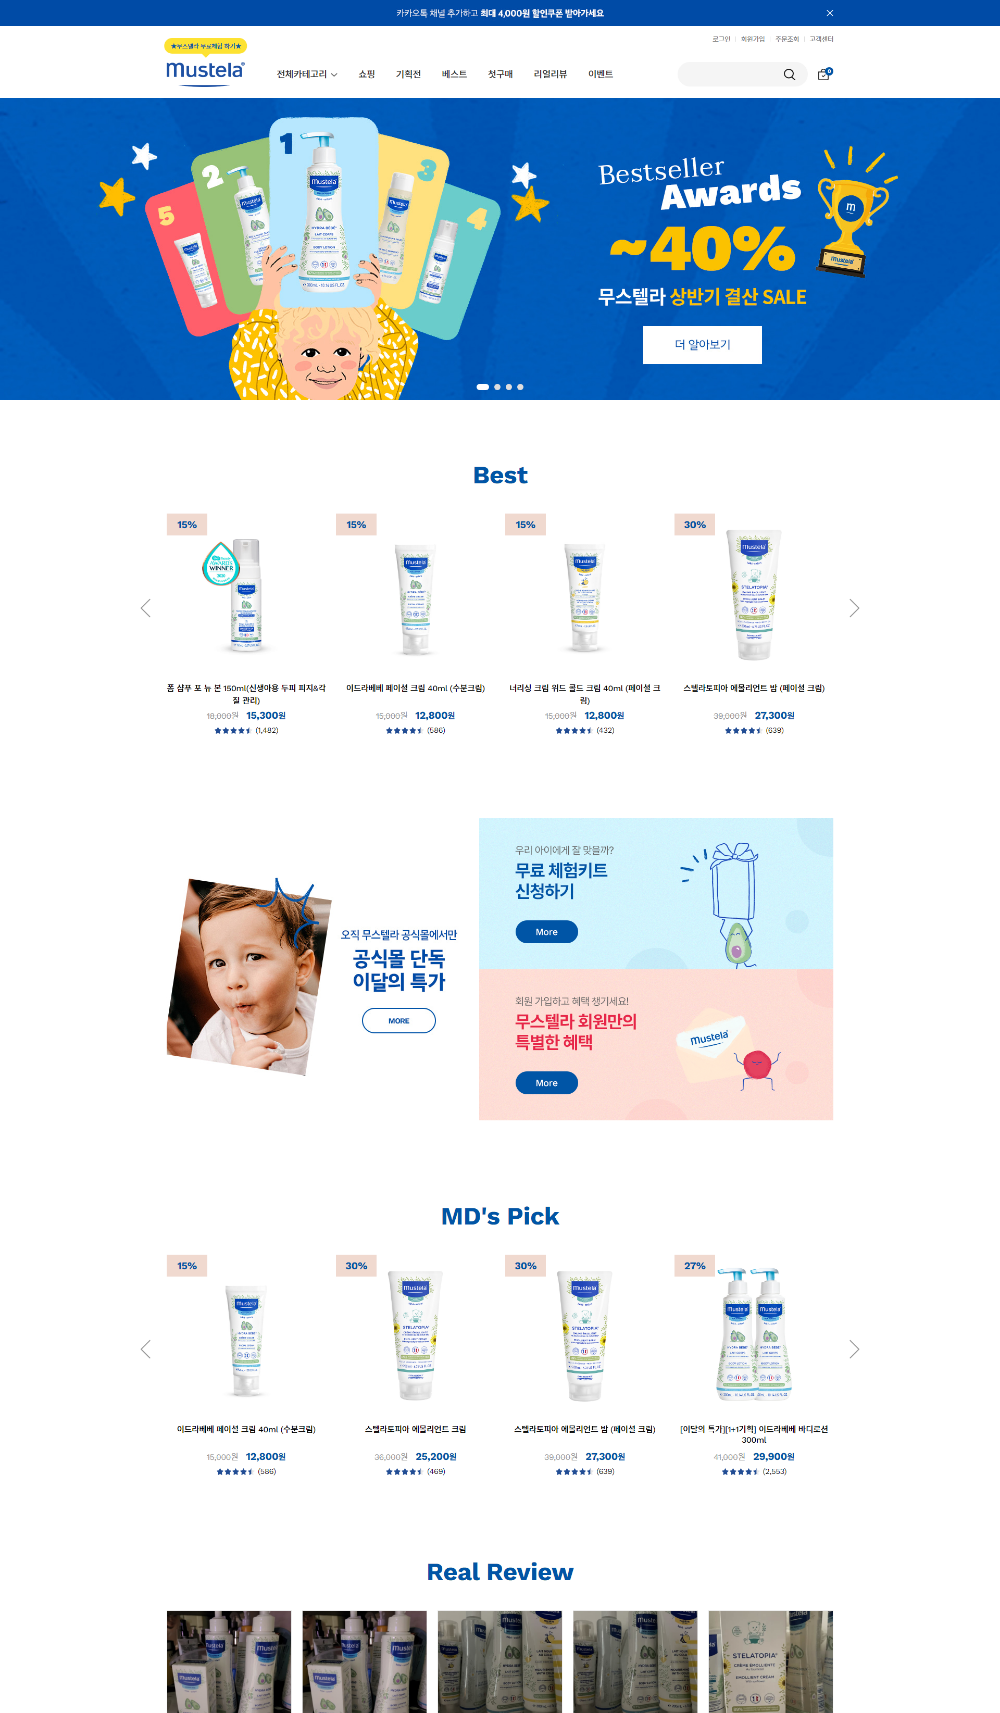 카카오톡 채널 추가하고 최대 4,000원 할인쿠폰 받아가세요
로그인 회원가입 주문조회 고객센터
★무스텔라 무료체험 하기★
mustela
전체카테고리 쇼핑 기획전 베스트 첫구매 리얼리뷰 이벤트
0
1
2
3
4
5
Bestseller
Awards
~40%
무스텔라 상반기 결산 SALE
더 알아보기
Best
15%
15%
15%
30%
WINNER
폼 샴푸 포 뉴 본 150ml(신생아용 두피 피지&각
질 관리)
18,000원 15,300원
(1,482)
이드라베베 페이셜 크림 40ml (수분크림)
15,000원 12,800원
(586)
너리싱 크림 위드 콜드 크림 40ml (페이셜 크
림)
15,000원 12,800원
(432)
스텔라토피아 에몰리언트 밤 (페이셜 크림)
39,000원 27,300원
(639)
오직 무스텔라 공식몰에서만
공식몰 단독
이달의 특가
MORE
우리 아이에게 잘 맞을까?
무료 체험키트
신청하기
More
회원 가입하고 혜택 챙기세요!
무스텔라 회원만의
특별한 혜택
More
mustela
MD's Pick
15%
30%
30%
27%
이드라베베 페이셜 크림 40ml (수분크림)
15,000원 12,800원
(586)
스텔라토피아 에몰리언트 크림
36,000원 25,200원
(469)
스텔라토피아 에몰리언트 밤 (페이셜 크림)
39,000원 27,300원
(639)
[이달의 특가][1+1기획] 이드라베베 바디로션
300ml
41,000원 29,900원
(2,553)
Real Review
STELATOPIA
EMOLLIENT CREAM